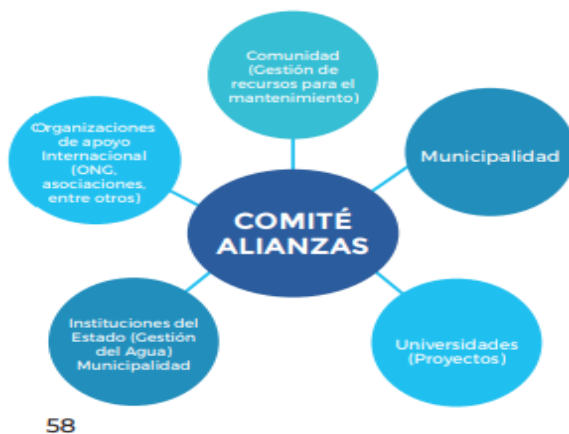 Comunidad
(Gestión de
recursos para el
mantenimiento)
Organizaciones
de apoyo
Internacional
(ONG,
asociaciones,
entre otros)
Municipalidad
COMITÉ
ALIANZAS
Instituciones del
Estado (Gestión
del Agua)
Municipalidad
Universidades
(Proyectos)
58